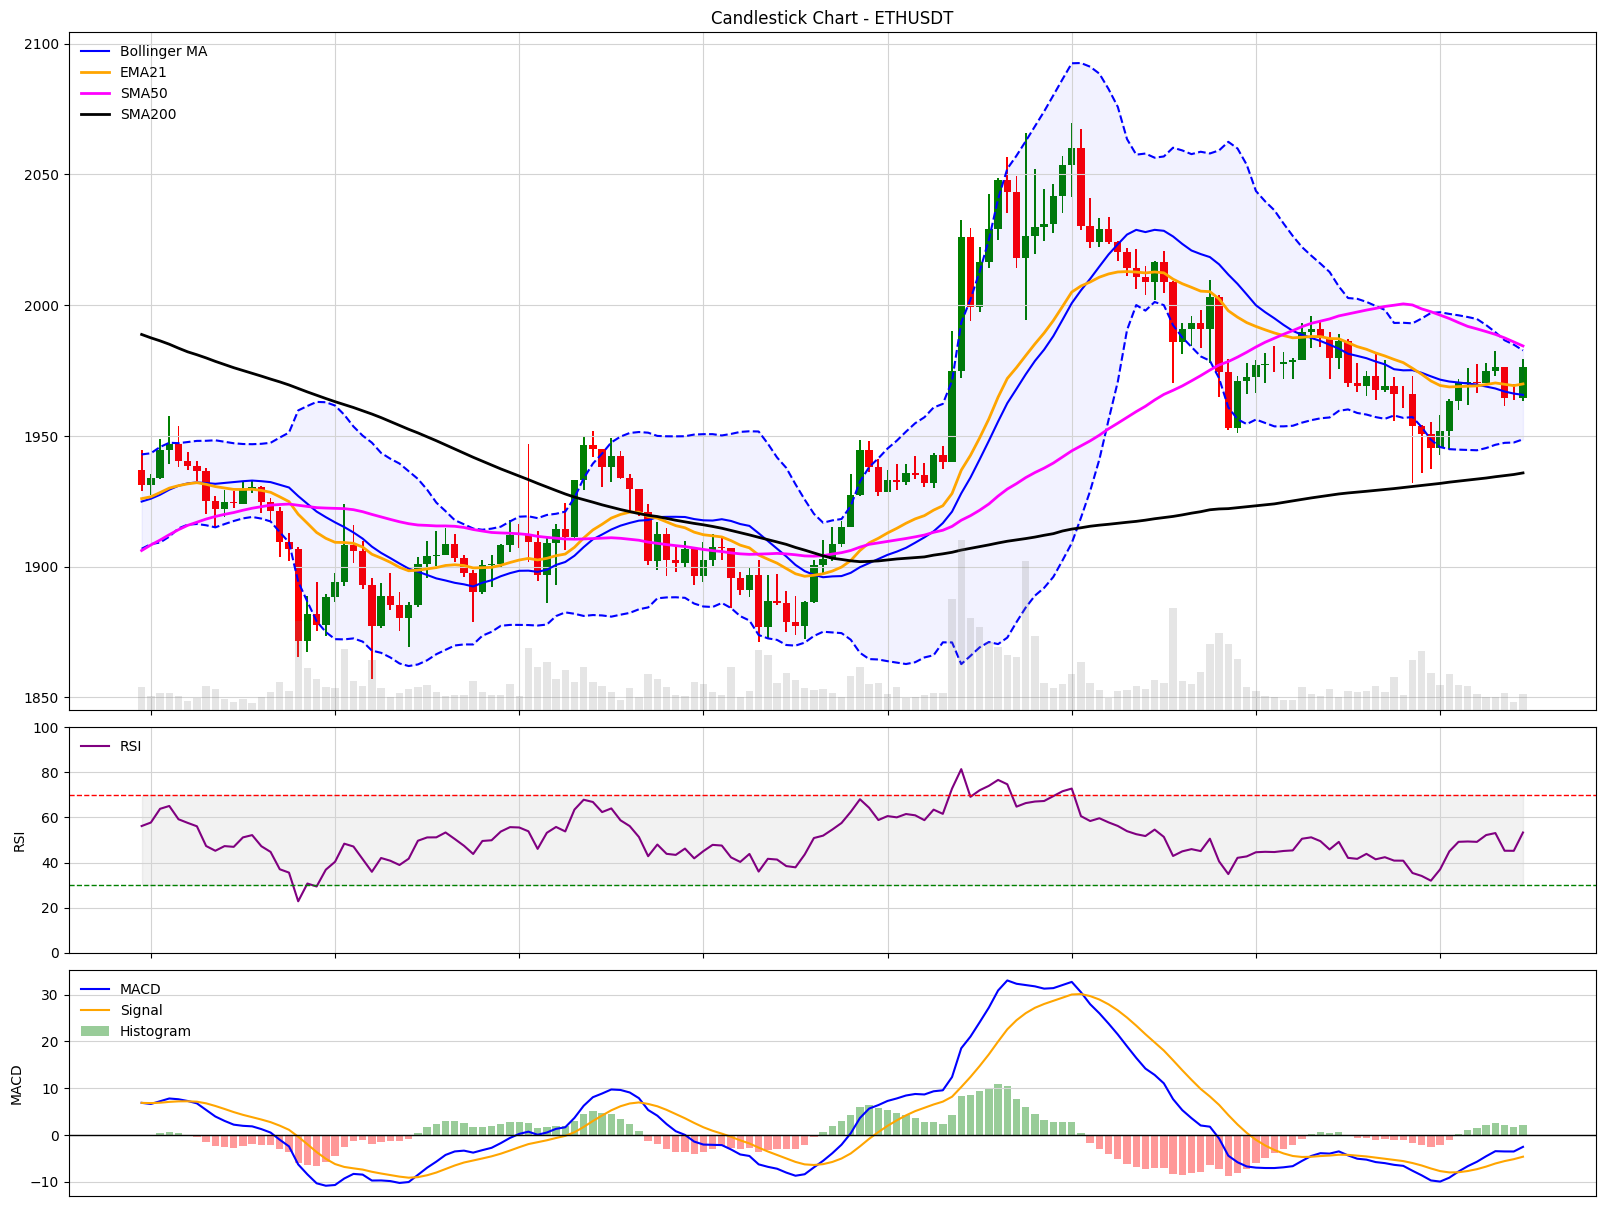 Candlestick Chart - ETHUSDT
Bollinger MA
EMA21
SMA50
SMA200
2100
2050
2000
1950
1900
1850
RSI
100
80
60
40
20
0
RSI
MACD
Signal
Histogram
30
20
10
0
−10
MACD